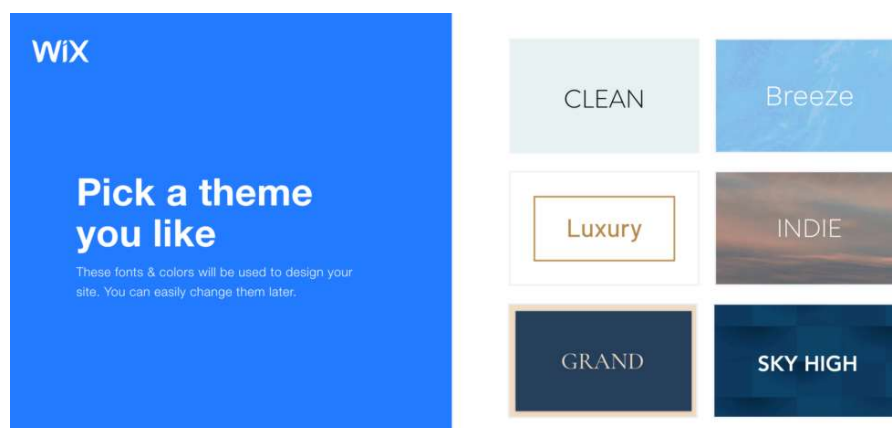 WiX
Pick a theme
you like
These fonts & colors will be used to design your
site. You can easily change them later.
CLEAN
Breeze
Luxury
INDIE
GRAND
SKY HIGH